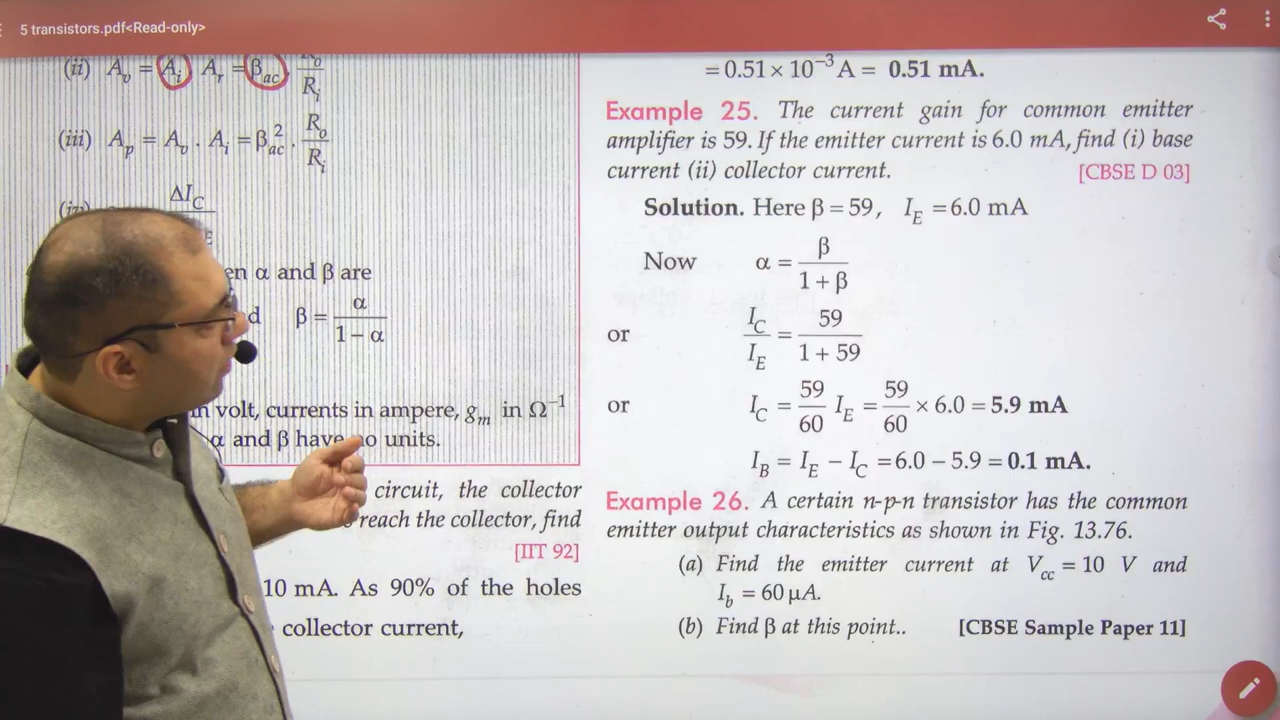 5 transistors.pdf<Read-only>
(ii) A_v = A_i A_r = β_ac · R_o / R_i
(iii) A_p = A_v . A_i = β²_ac . R_o / R_i
ΔI_C
en α and β are
d β = α / 1 − α
in volt, currents in ampere, g_m in Ω⁻¹
α and β have no units.
circuit, the collector
reach the collector, find
[IIT 92]
10 mA. As 90% of the holes
collector current,
= 0.51 × 10⁻³ A = 0.51 mA.
Example 25. The current gain for common emitter
amplifier is 59. If the emitter current is 6.0 mA, find (i) base
current (ii) collector current. [CBSE D 03]
Solution. Here β = 59, I_E = 6.0 mA
Now α = β / 1 + β
or I_C / I_E = 59 / 1 + 59
or I_C = 59/60 I_E = 59/60 × 6.0 = 5.9 mA
I_B = I_E − I_C = 6.0 − 5.9 = 0.1 mA.
Example 26. A certain n-p-n transistor has the common
emitter output characteristics as shown in Fig. 13.76.
(a) Find the emitter current at V_cc = 10 V and
I_b = 60 μA.
(b) Find β at this point.. [CBSE Sample Paper 11]